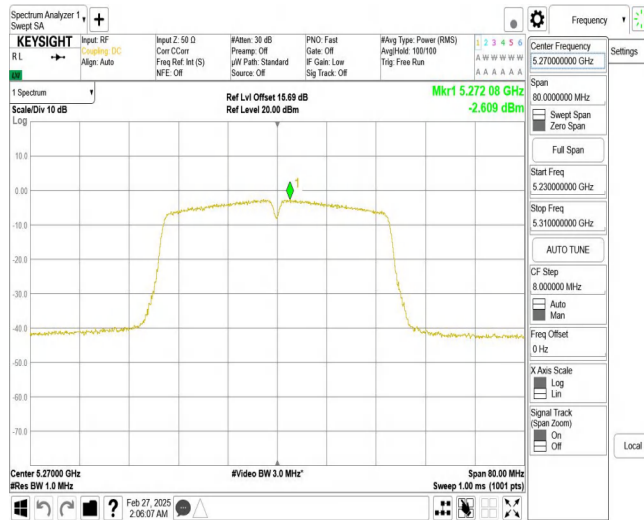 Spectrum Analyzer 1
Swept SA
+
Frequency
KEYSIGHT
R L
Input: RF
Coupling: DC
Align: Auto
Input Z: 50 Ω
Corr CCorr
Freq Ref: Int (S)
NFE: Off
#Atten: 30 dB
Preamp: Off
µW Path: Standard
Source: Off
PNO: Fast
Gate: Off
IF Gain: Low
Sig Track: Off
#Avg Type: Power (RMS)
Avg|Hold: 100/100
Trig: Free Run
1 2 3 4 5 6
A W W W W W
A A A A A A
1 Spectrum
Scale/Div 10 dB
Log
Ref Lvl Offset 15.69 dB
Ref Level 20.00 dBm
Mkr1 5.272 08 GHz
-2.609 dBm
10.0
0.00
-10.0
-20.0
-30.0
-40.0
-50.0
-60.0
-70.0
1
Center 5.27000 GHz
#Res BW 1.0 MHz
#Video BW 3.0 MHz*
Span 80.00 MHz
Sweep 1.00 ms (1001 pts)
Feb 27, 2025
2:06:07 AM
?
Center Frequency
5.270000000 GHz
Settings
Span
80.0000000 MHz
Swept Span
Zero Span
Full Span
Start Freq
5.230000000 GHz
Stop Freq
5.310000000 GHz
AUTO TUNE
CF Step
8.000000 MHz
Auto
Man
Freq Offset
0 Hz
X Axis Scale
Log
Lin
Signal Track
(Span Zoom)
On
Off
Local